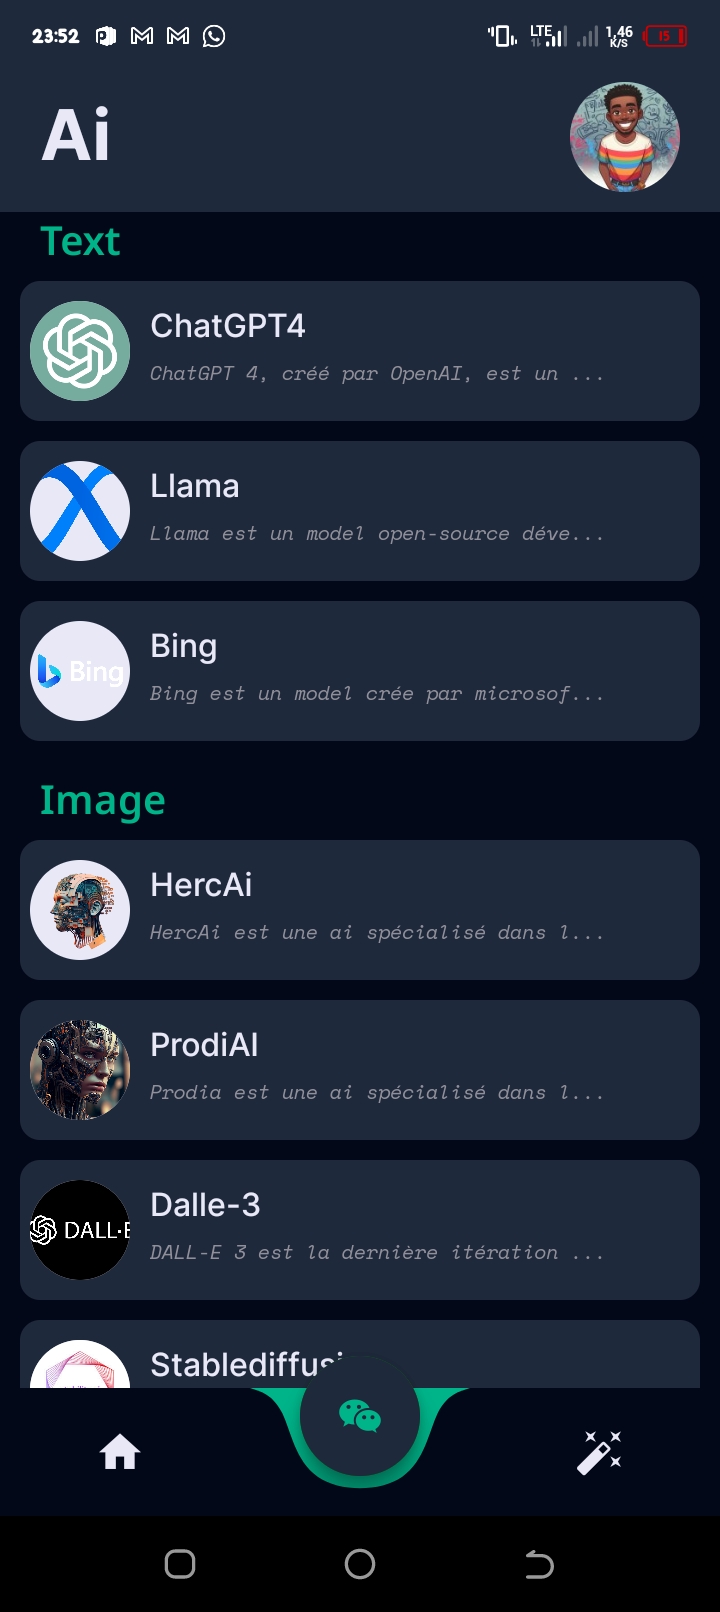 23:52 LTE 1,46 K/S 15
Ai
Text
ChatGPT4
ChatGPT 4, créé par OpenAI, est un ...
Llama
Llama est un model open-source déve...
Bing
Bing
Bing est un model crée par microsof...
Image
HercAi
HercAi est une ai spécialisé dans l...
ProdiAI
Prodia est une ai spécialisé dans l...
Dalle-3
DALL·E
DALL-E 3 est la dernière itération ...
Stablediffusi